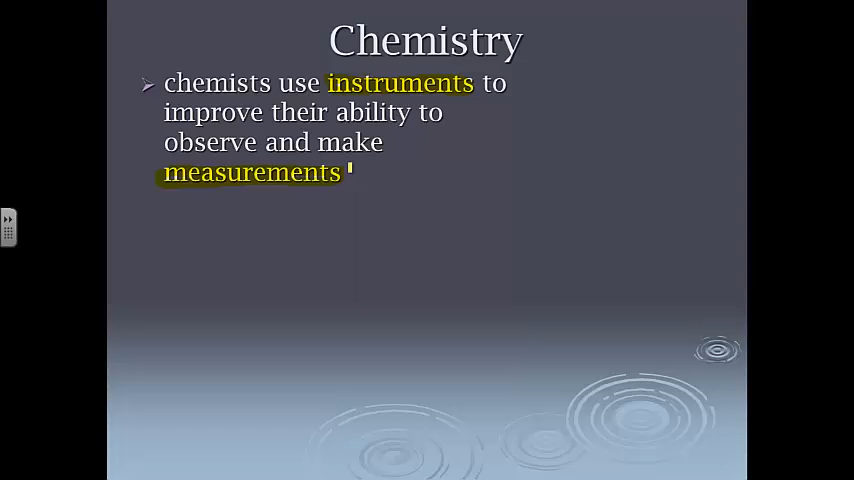 Chemistry
chemists use instruments to
improve their ability to
observe and make
measurements